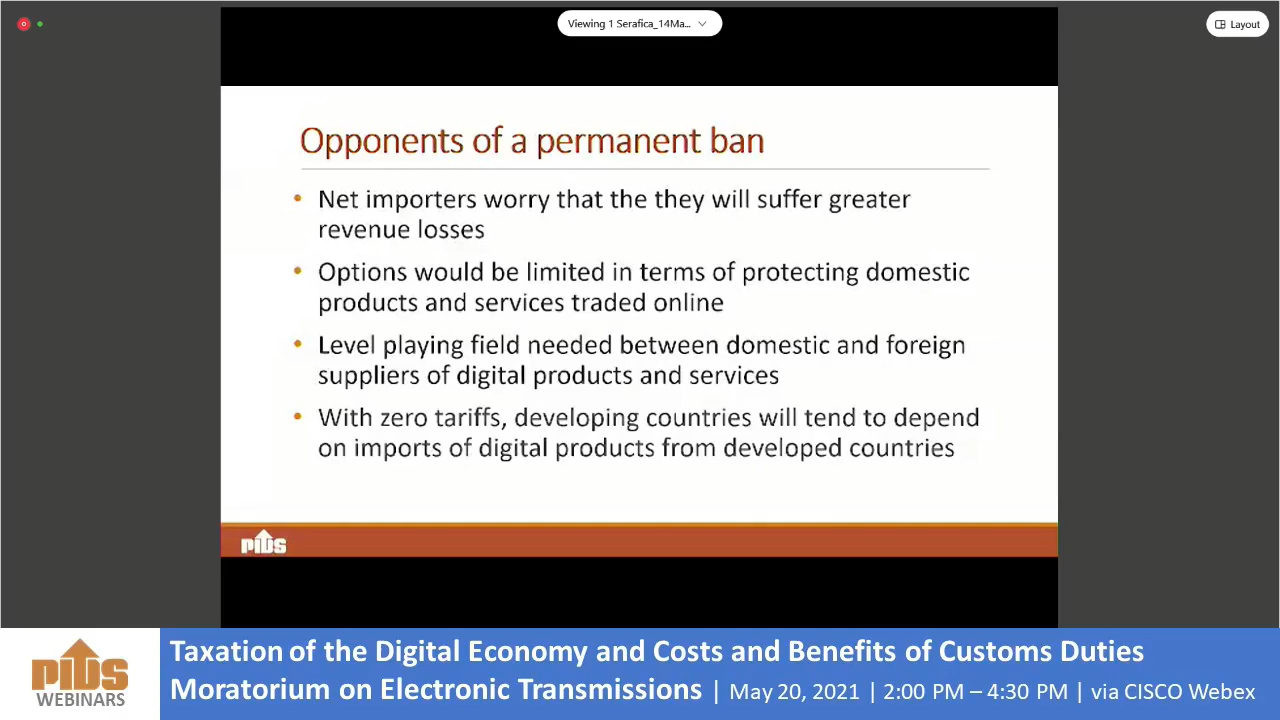 Viewing 1 Serafica_14Ma...
Layout
Opponents of a permanent ban
• Net importers worry that the they will suffer greater
revenue losses
• Options would be limited in terms of protecting domestic
products and services traded online
• Level playing field needed between domestic and foreign
suppliers of digital products and services
• With zero tariffs, developing countries will tend to depend
on imports of digital products from developed countries
PIDS
PIDS
WEBINARS
Taxation of the Digital Economy and Costs and Benefits of Customs Duties
Moratorium on Electronic Transmissions | May 20, 2021 | 2:00 PM – 4:30 PM | via CISCO Webex